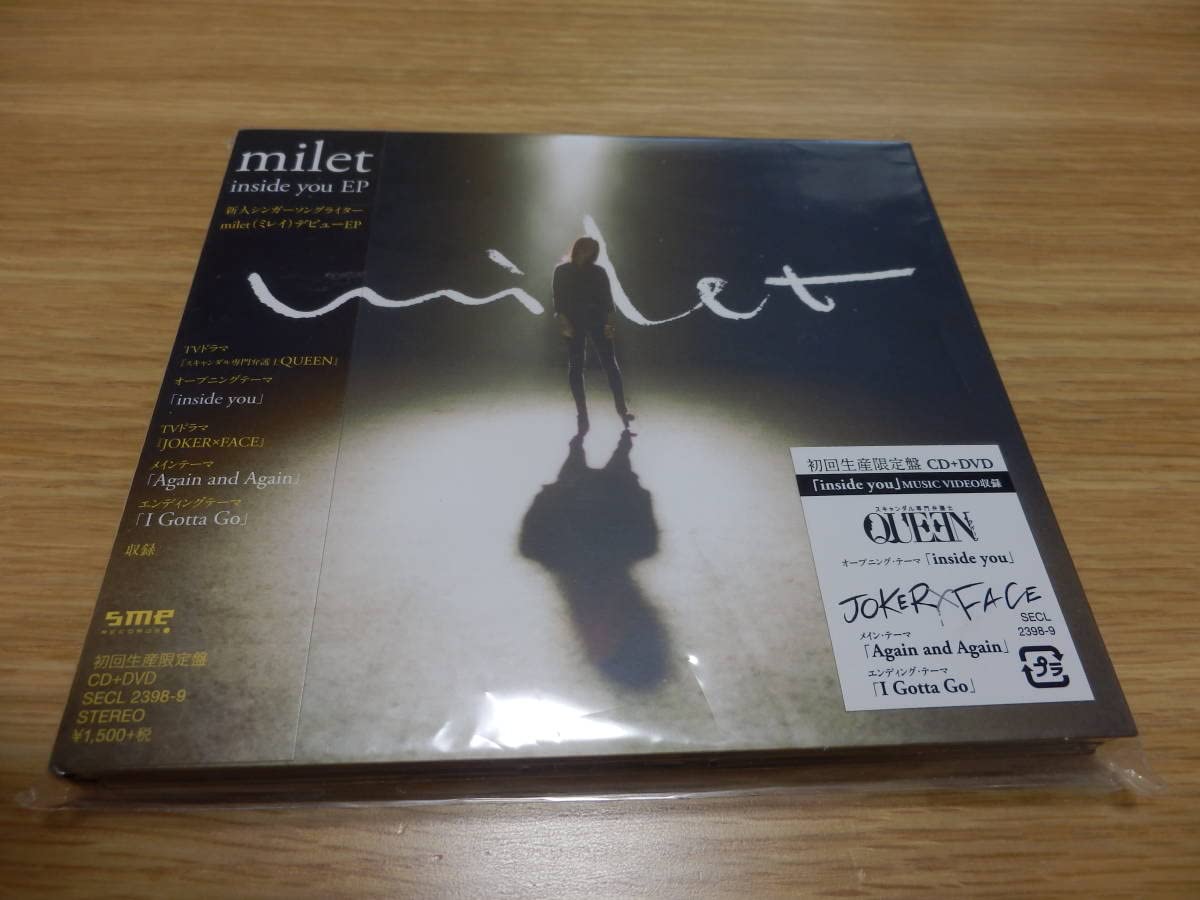 milet
inside you EP
新人シンガーソングライター
milet(ミレイ)デビューEP
milet
TVドラマ
『スキャンダル専門弁護士QUEEN』
オープニングテーマ
「inside you」
TVドラマ
『JOKER×FACE』
メインテーマ
「Again and Again」
エンディングテーマ
「I Gotta Go」
収録
sme
RECORDS
初回生産限定盤
CD+DVD
SECL 2398-9
STEREO
¥1,500+税
初回生産限定盤 CD+DVD
「inside you」MUSIC VIDEO収録
スキャンダル専門弁護士
QUEEN
オープニング・テーマ「inside you」
JOKER×FACE
SECL
2398-9
メイン・テーマ
「Again and Again」
エンディング・テーマ
「I Gotta Go」
プラ